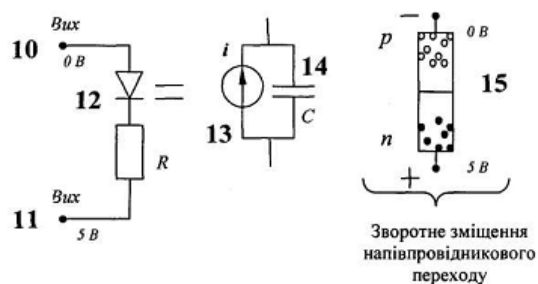 10
Вих
0 В
12
R
11
Вих
5 В
i
14
13
C
−
p
0 В
15
n
5 В
+
Зворотне зміщення
напівпровідникового
переходу